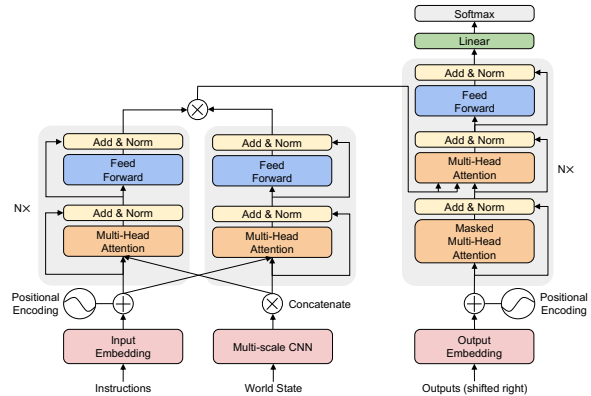 Softmax
Linear
Add & Norm
Feed
Forward
Add & Norm
Multi-Head
Attention
Add & Norm
Masked
Multi-Head
Attention
N×
Positional
Encoding
Output
Embedding
Outputs (shifted right)
Add & Norm
Feed
Forward
Add & Norm
Multi-Head
Attention
N×
Positional
Encoding
Input
Embedding
Instructions
Add & Norm
Feed
Forward
Add & Norm
Multi-Head
Attention
Concatenate
Multi-scale CNN
World State